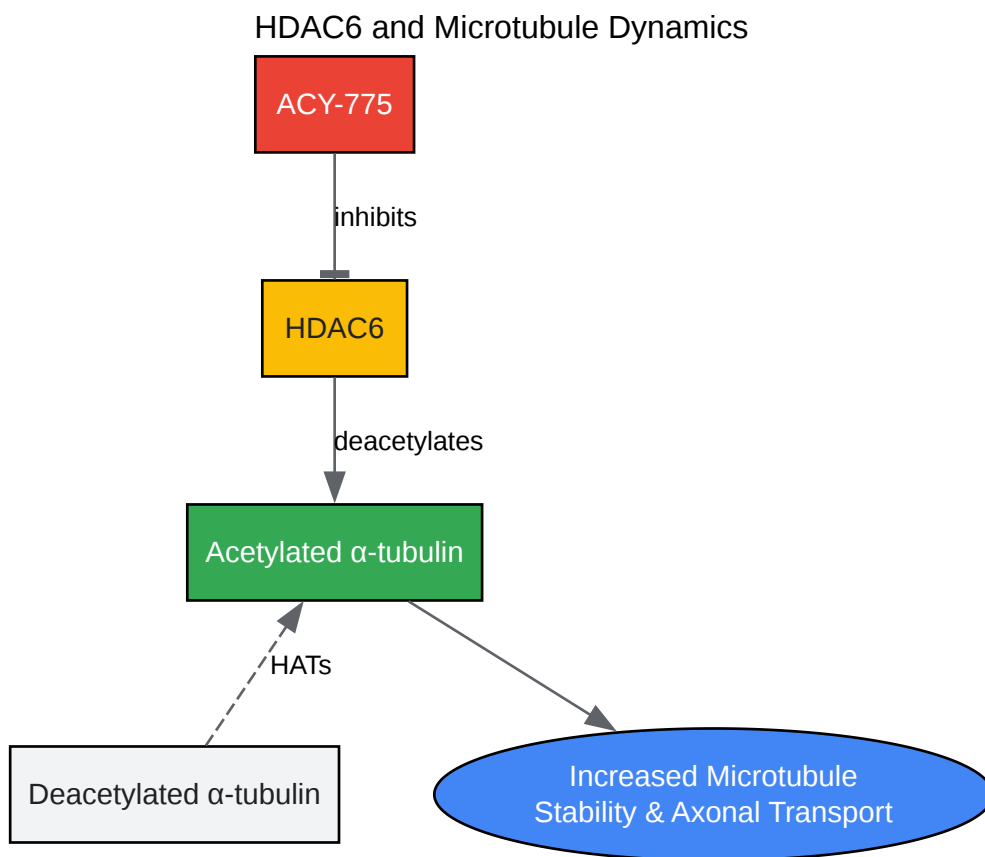 HDAC6 and Microtubule Dynamics
ACY-775
inhibits
HDAC6
deacetylates
Acetylated α-tubulin
HATs
Deacetylated α-tubulin
Increased Microtubule
Stability & Axonal Transport